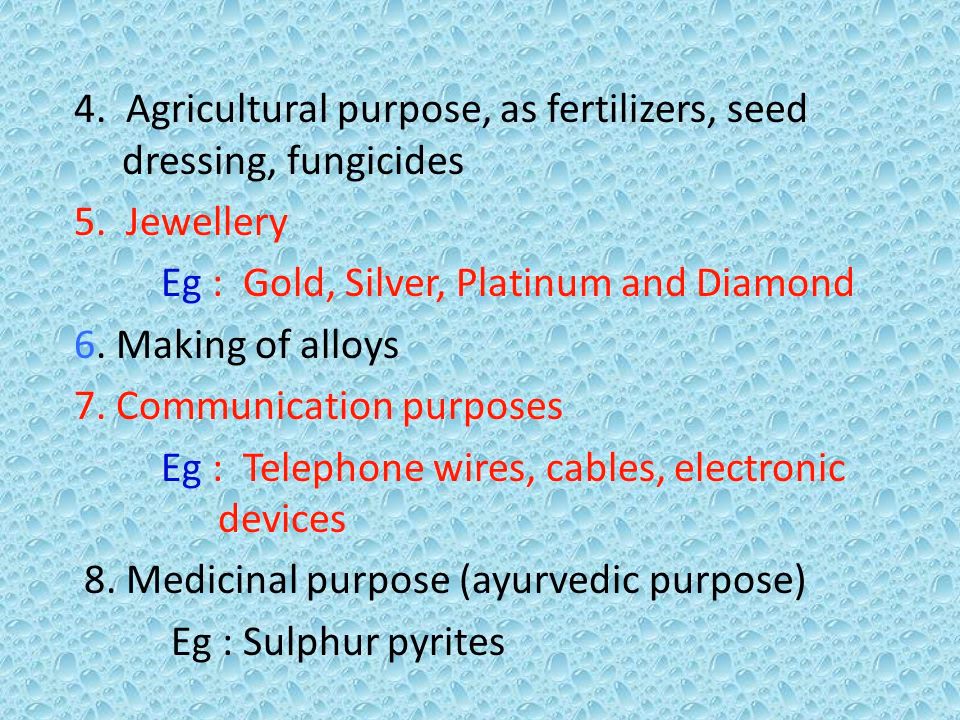 4. Agricultural purpose, as fertilizers, seed
dressing, fungicides
5. Jewellery
Eg : Gold, Silver, Platinum and Diamond
6. Making of alloys
7. Communication purposes
Eg : Telephone wires, cables, electronic
devices
8. Medicinal purpose (ayurvedic purpose)
Eg : Sulphur pyrites